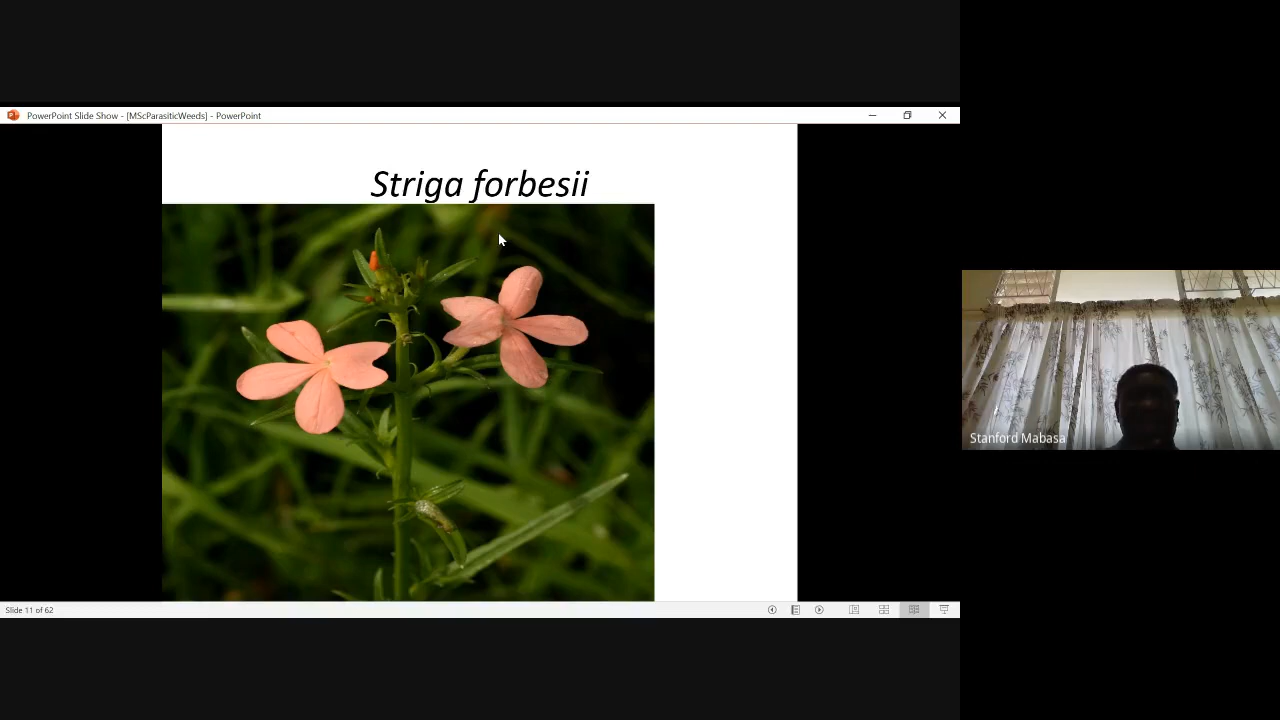 PowerPoint Slide Show - [MScParasiticWeeds] - PowerPoint
Striga forbesii
Stanford Mabasa
Slide 11 of 62